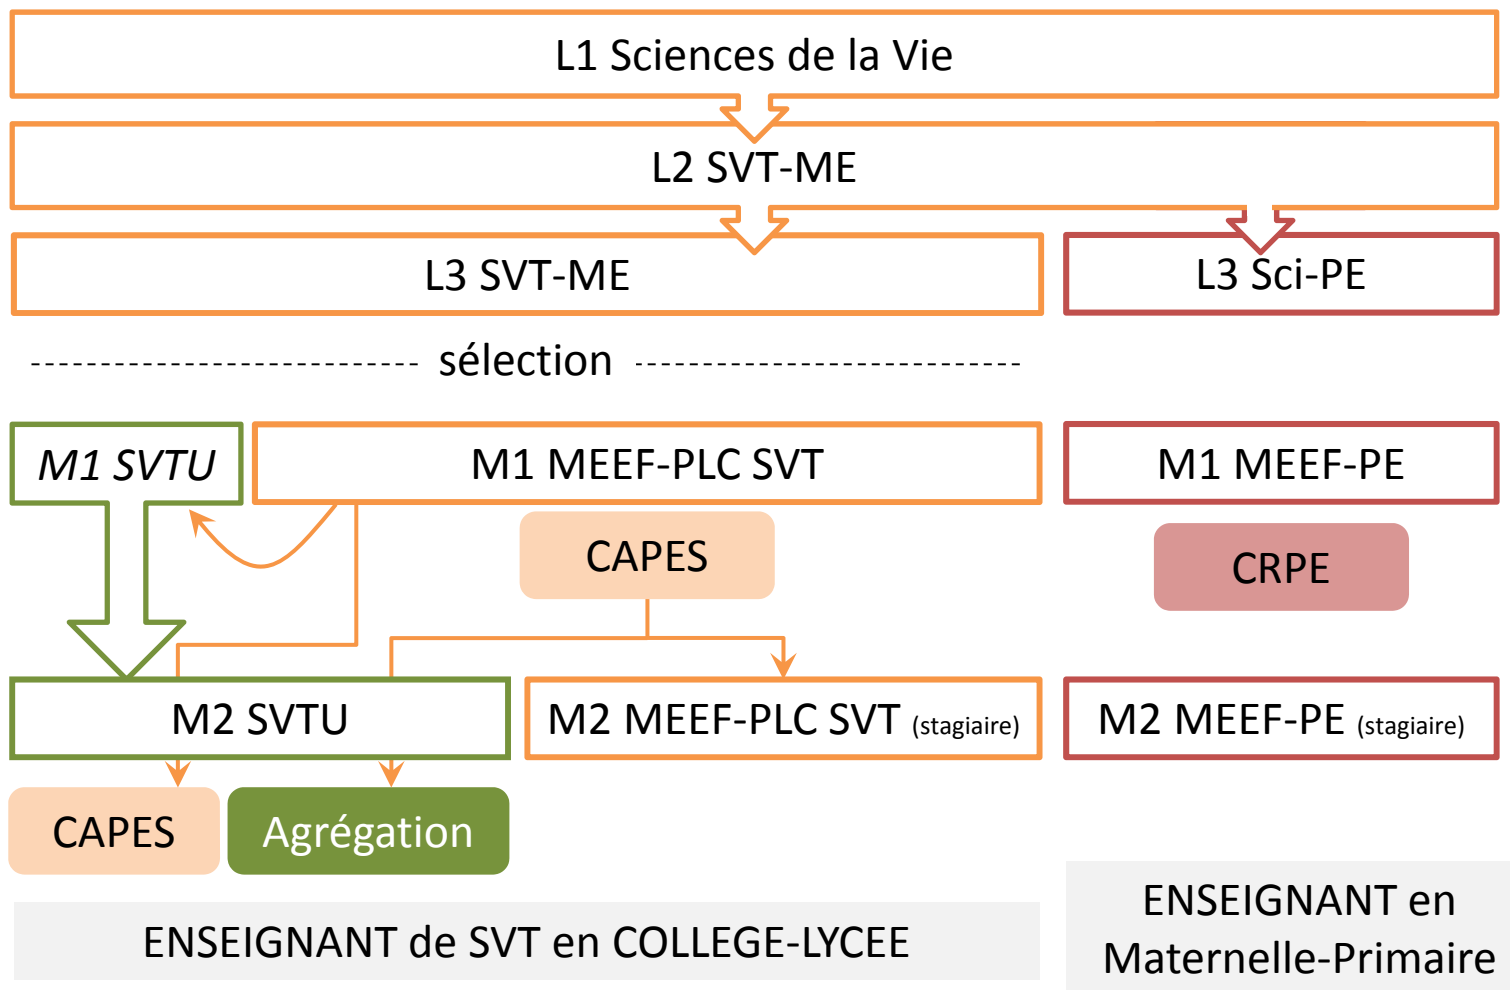 L1 Sciences de la Vie
L2 SVT-ME
L3 SVT-ME
L3 Sci-PE
sélection
M1 SVTU
M1 MEEF-PLC SVT
M1 MEEF-PE
CAPES
CRPE
M2 SVTU
M2 MEEF-PLC SVT (stagiaire)
M2 MEEF-PE (stagiaire)
CAPES
Agrégation
ENSEIGNANT de SVT en COLLEGE-LYCEE
ENSEIGNANT en
Maternelle-Primaire